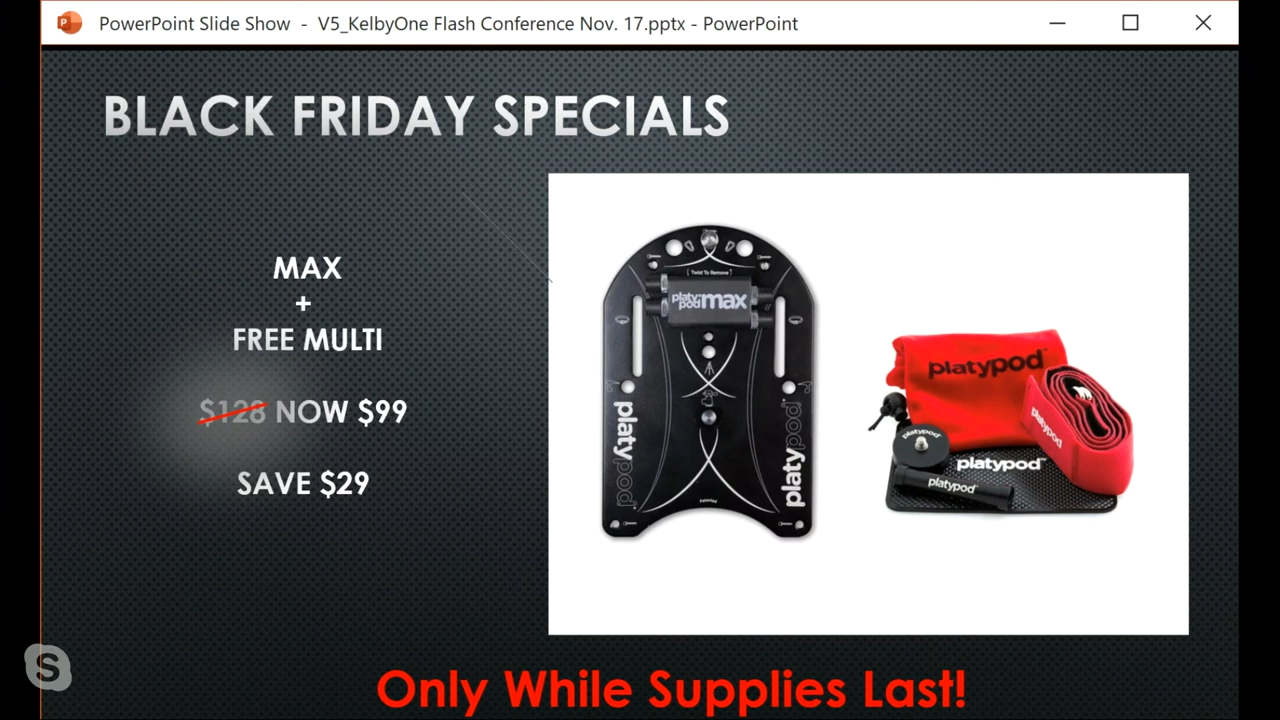 PowerPoint Slide Show - V5_KelbyOne Flash Conference Nov. 17.pptx - PowerPoint
BLACK FRIDAY SPECIALS
MAX
+
FREE MULTI
$128 NOW $99
SAVE $29
[ Twist To Remove ]
platypod max
platypod
platypod
Patented
platypod
platypod
platypod
platypod
platypod
Only While Supplies Last!
S